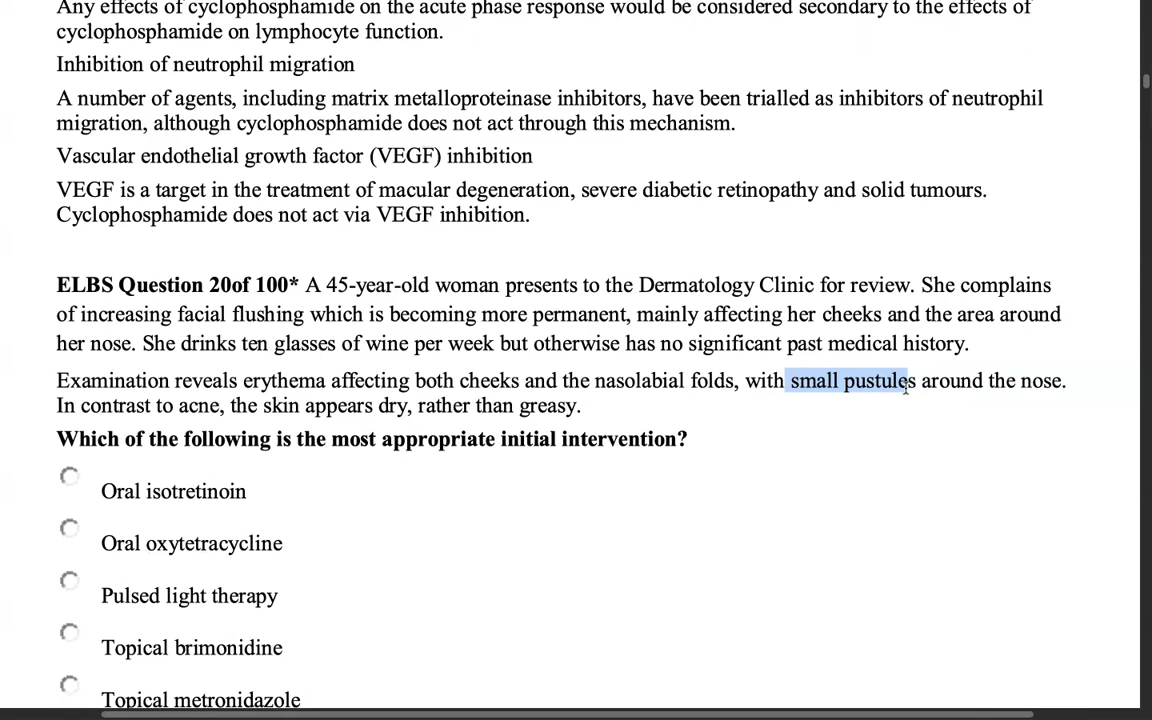 Any effects of cyclophosphamide on the acute phase response would be considered secondary to the effects of
cyclophosphamide on lymphocyte function.
Inhibition of neutrophil migration
A number of agents, including matrix metalloproteinase inhibitors, have been trialled as inhibitors of neutrophil
migration, although cyclophosphamide does not act through this mechanism.
Vascular endothelial growth factor (VEGF) inhibition
VEGF is a target in the treatment of macular degeneration, severe diabetic retinopathy and solid tumours.
Cyclophosphamide does not act via VEGF inhibition.
ELBS Question 20of 100* A 45-year-old woman presents to the Dermatology Clinic for review. She complains
of increasing facial flushing which is becoming more permanent, mainly affecting her cheeks and the area around
her nose. She drinks ten glasses of wine per week but otherwise has no significant past medical history.
Examination reveals erythema affecting both cheeks and the nasolabial folds, with small pustules around the nose.
In contrast to acne, the skin appears dry, rather than greasy.
Which of the following is the most appropriate initial intervention?
Oral isotretinoin
Oral oxytetracycline
Pulsed light therapy
Topical brimonidine
Topical metronidazole